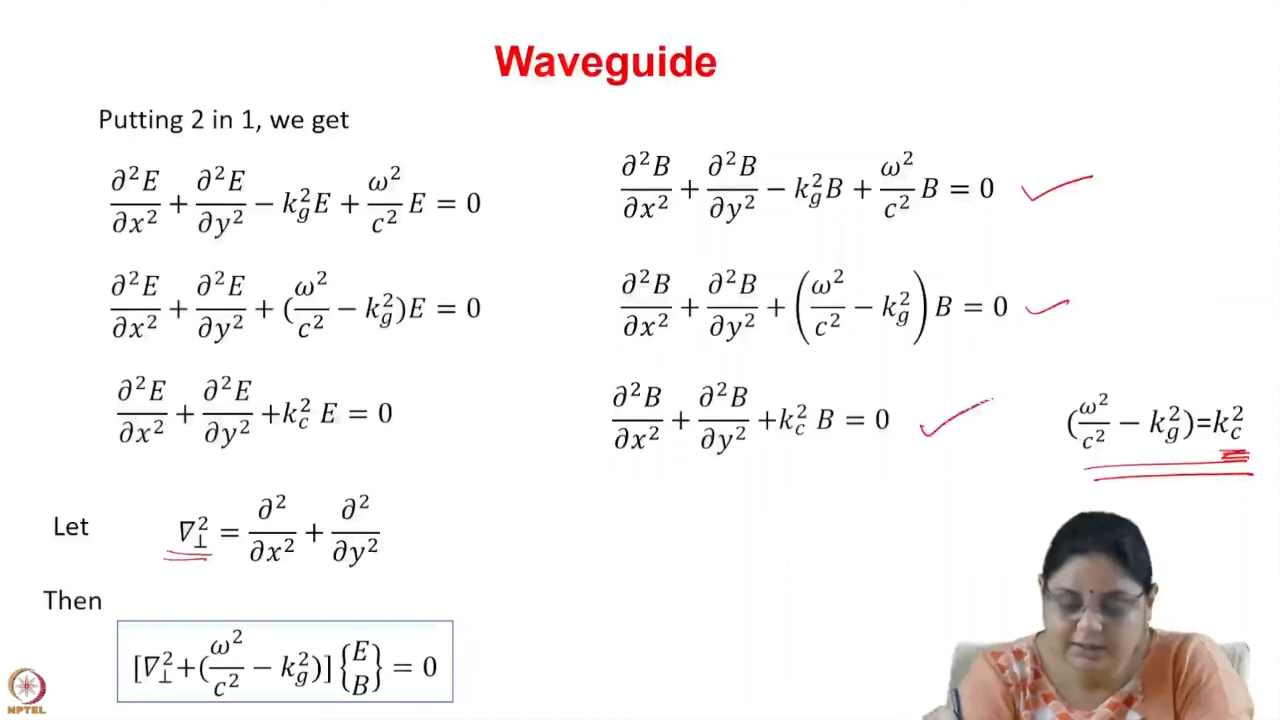 Waveguide
Putting 2 in 1, we get
∂²E/∂x² + ∂²E/∂y² − k_g²E + ω²/c² E = 0
∂²E/∂x² + ∂²E/∂y² + (ω²/c² − k_g²)E = 0
∂²E/∂x² + ∂²E/∂y² +k_c² E = 0
∂²B/∂x² + ∂²B/∂y² − k_g²B + ω²/c² B = 0
∂²B/∂x² + ∂²B/∂y² + (ω²/c² − k_g²) B = 0
∂²B/∂x² + ∂²B/∂y² +k_c² B = 0
(ω²/c² − k_g²)=k_c²
Let ∇⊥² = ∂²/∂x² + ∂²/∂y²
Then
[∇⊥²+(ω²/c² − k_g²)] {E B} = 0
NPTEL